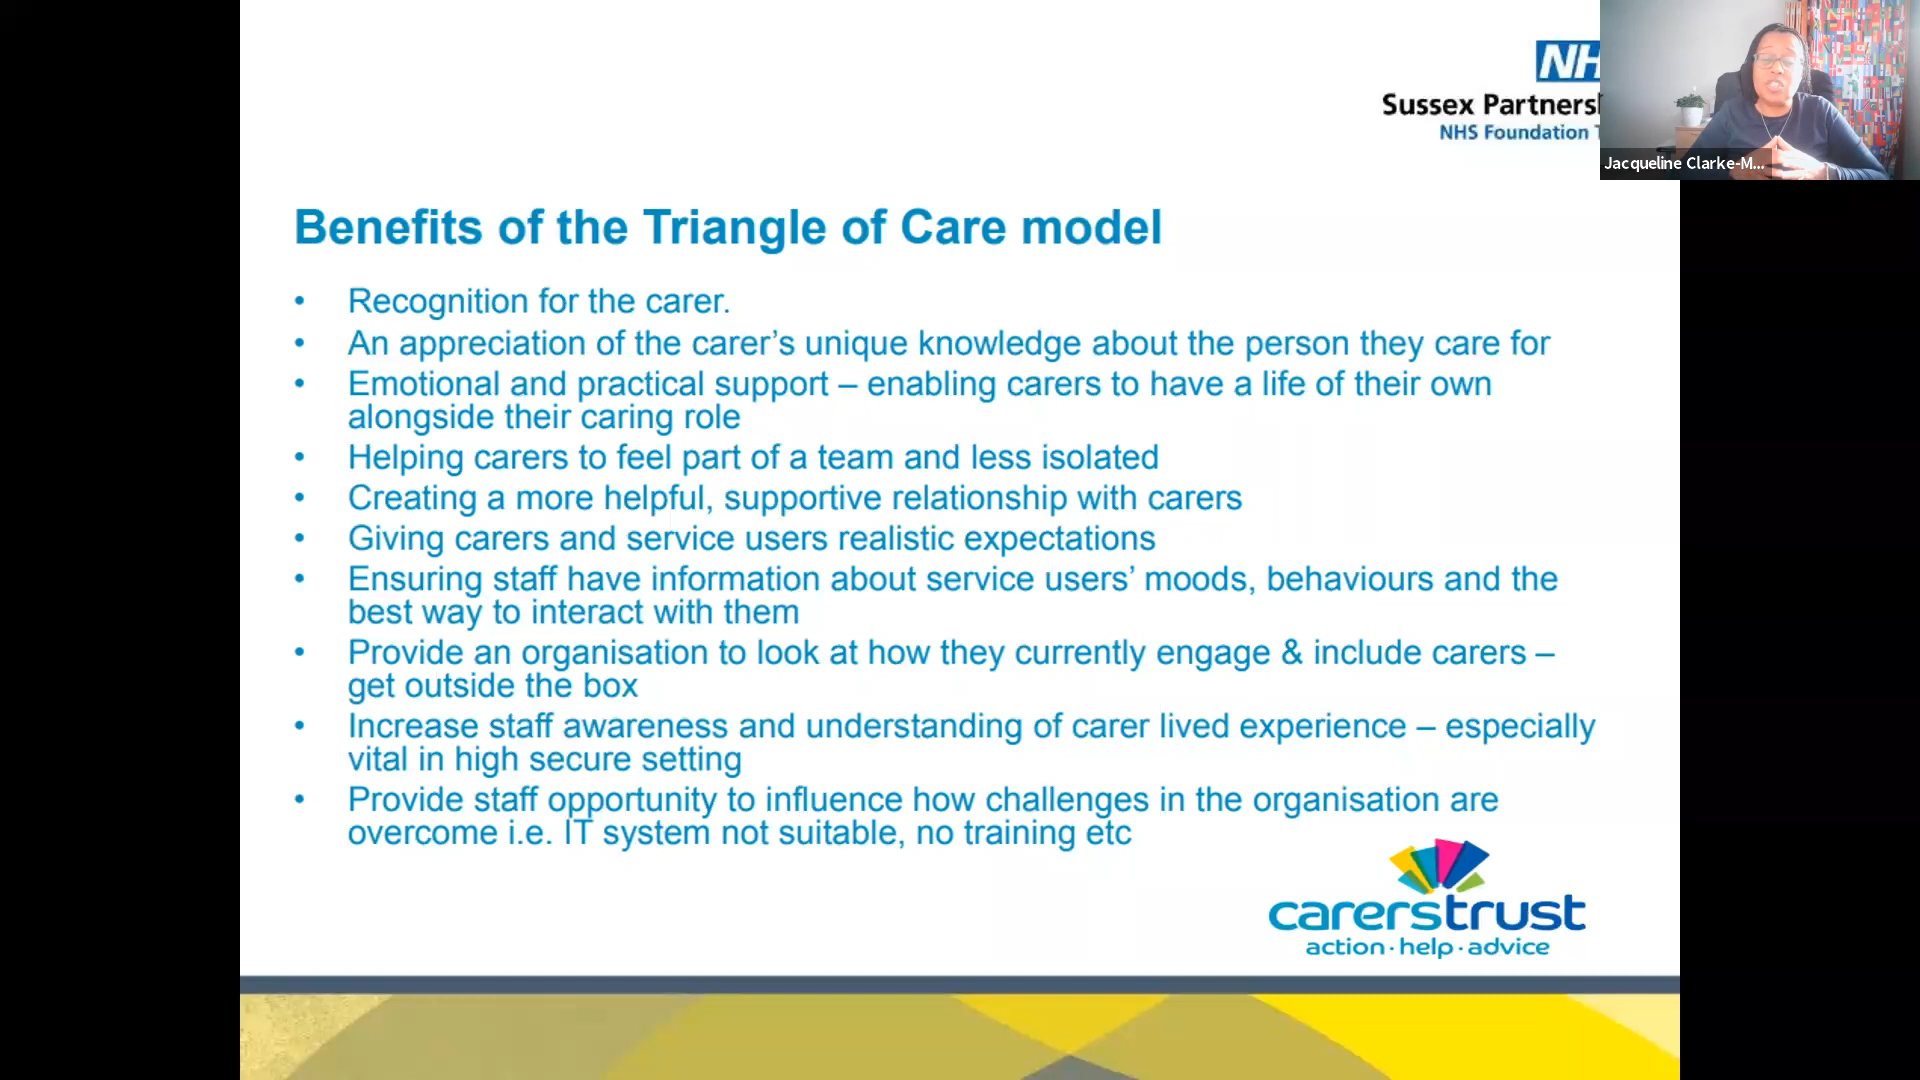 NH
Sussex Partners
NHS Foundation
Jacqueline Clarke-M...
Benefits of the Triangle of Care model
• Recognition for the carer.
• An appreciation of the carer’s unique knowledge about the person they care for
• Emotional and practical support – enabling carers to have a life of their own
alongside their caring role
• Helping carers to feel part of a team and less isolated
• Creating a more helpful, supportive relationship with carers
• Giving carers and service users realistic expectations
• Ensuring staff have information about service users’ moods, behaviours and the
best way to interact with them
• Provide an organisation to look at how they currently engage & include carers –
get outside the box
• Increase staff awareness and understanding of carer lived experience – especially
vital in high secure setting
• Provide staff opportunity to influence how challenges in the organisation are
overcome i.e. IT system not suitable, no training etc
carerstrust
action · help · advice